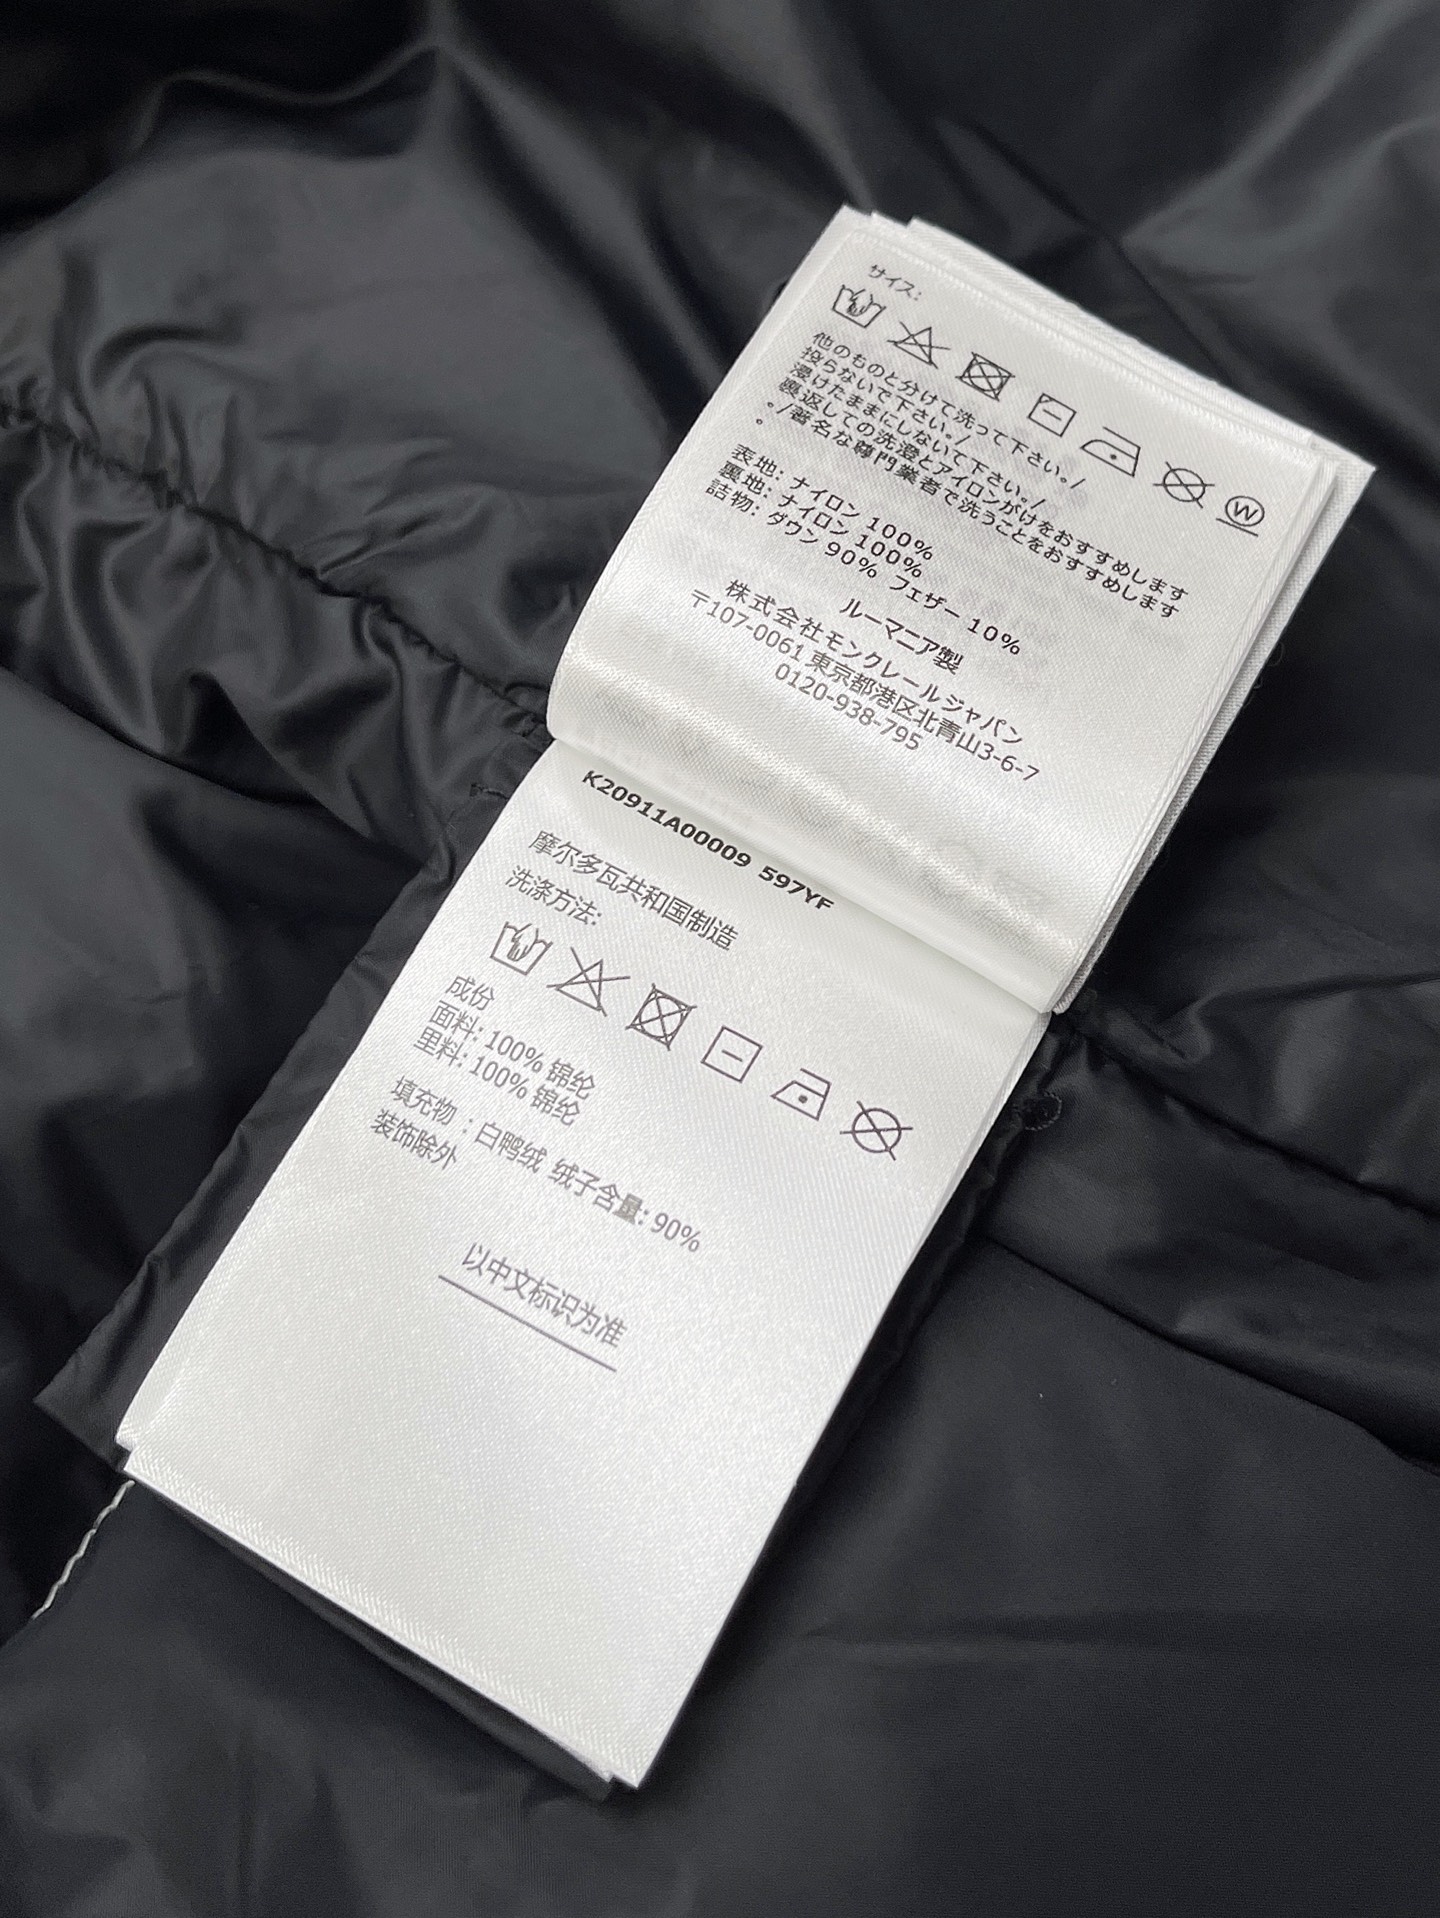 サイズ:
W
他のものと分けて洗って下さい。/
投らないで下さい。/
浸けたままにしないて下さい。/
裏返しての洗澄とアイロンがけをおすすめします
。/著名な尊門業者で洗うことをおすすめします
。
表地: ナイロン 100%
裏地: ナイロン 100%
詰物: ダウン 90% フェザー 10%
ルーマニア製
株式会社モンクレールジャパン
〒107-0061 東京都港区北青山3-6-7
0120-938-795
K20911A00009 597YF
摩尔多瓦共和国制造
洗涤方法:
成份
面料: 100% 锦纶
里料: 100% 锦纶
填充物 : 白鸭绒 绒子含量: 90%
装饰除外
以中文标识为准